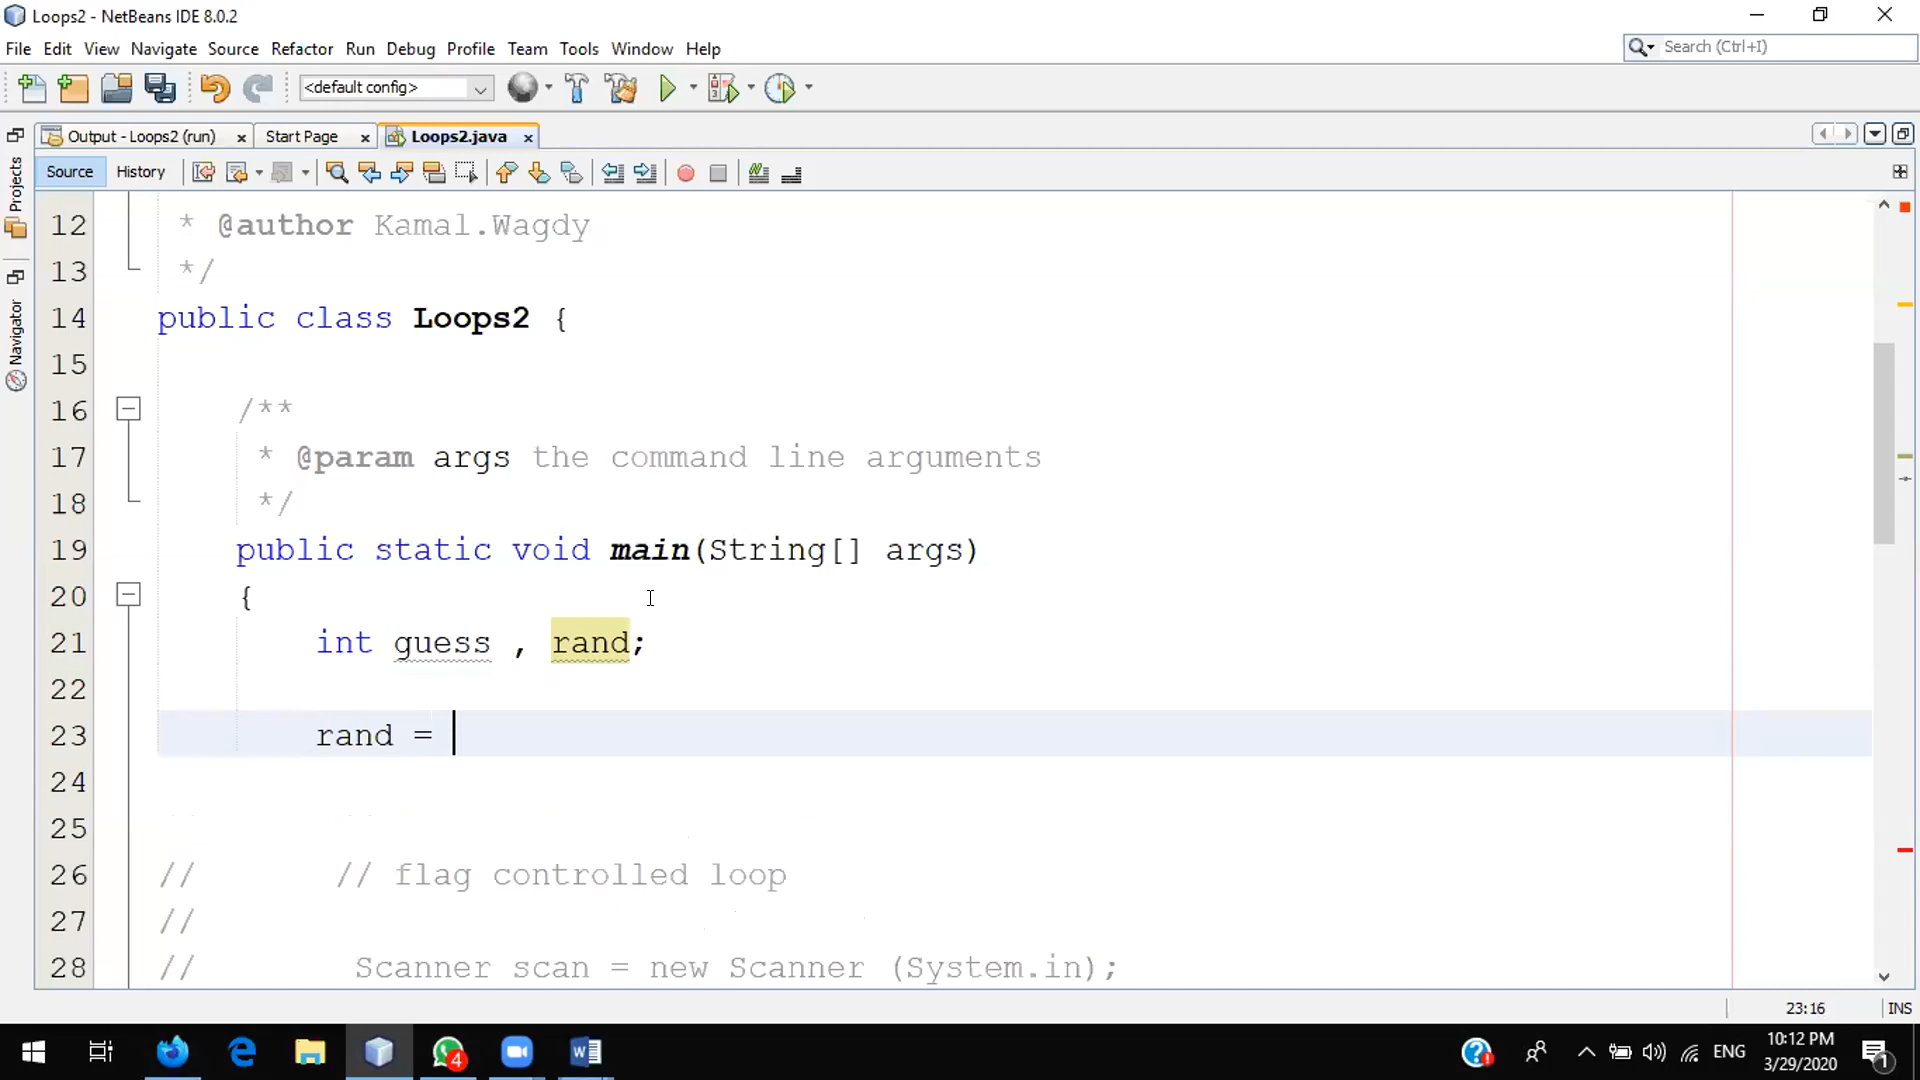 Loops2 - NetBeans IDE 8.0.2
File Edit View Navigate Source Refactor Run Debug Profile Team Tools Window Help
Search (Ctrl+I)
<default config>
Output - Loops2 (run) Start Page Loops2.java
Source History
Projects
Navigator
12 * @author Kamal.Wagdy
13 */
14 public class Loops2 {
15
16 /**
17 * @param args the command line arguments
18 */
19 public static void main(String[] args)
20 {
21 int guess , rand;
22
23 rand =
24
25
26 // // flag controlled loop
27 //
28 // Scanner scan = new Scanner (System.in);
23:16 INS
4
ENG
10:12 PM
3/29/2020
1